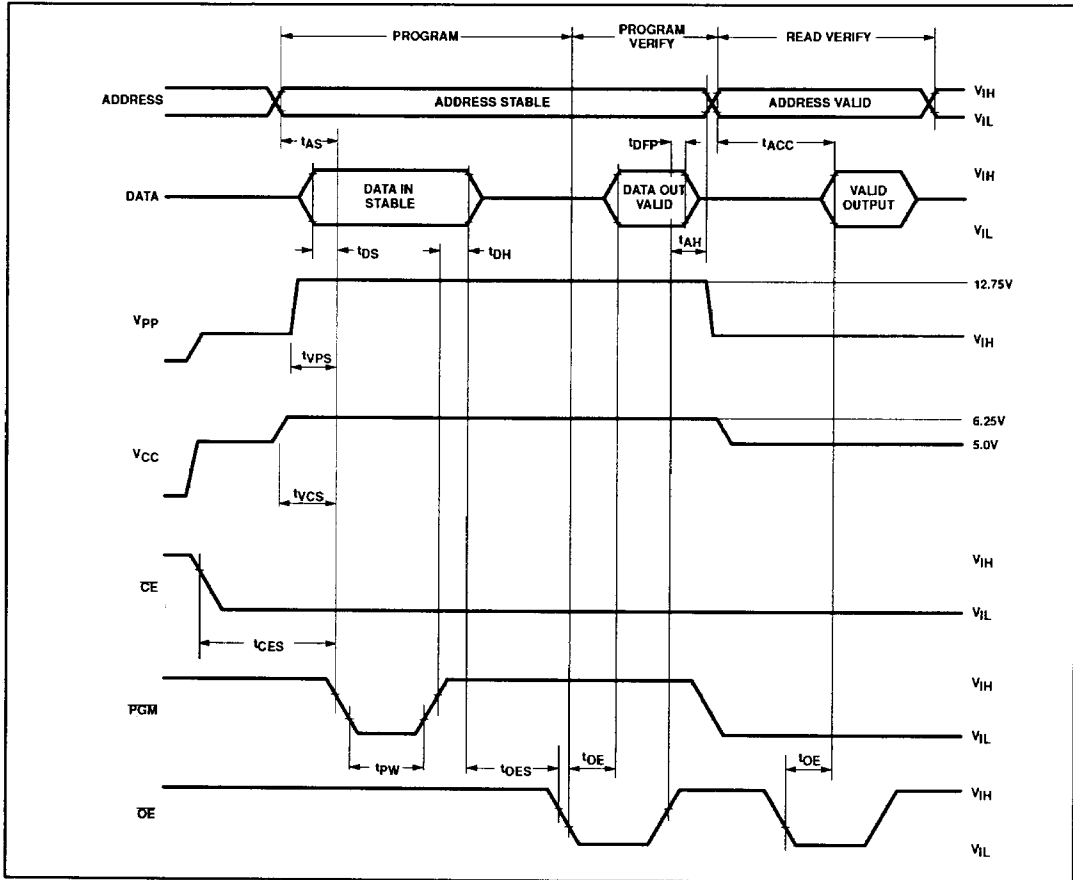 PROGRAM
PROGRAM
VERIFY
READ VERIFY
ADDRESS
ADDRESS STABLE
ADDRESS VALID
VIH
VIL
tAS
tDFP
tACC
DATA
DATA IN
STABLE
DATA OUT
VALID
VALID
OUTPUT
VIH
VIL
tDS
tDH
tAH
VPP
12.75V
VIH
tVPS
VCC
6.25V
5.0V
tVCS
CE
VIH
VIL
tCES
PGM
VIH
VIL
tPW
tOES
tOE
tOE
OE
VIH
VIL